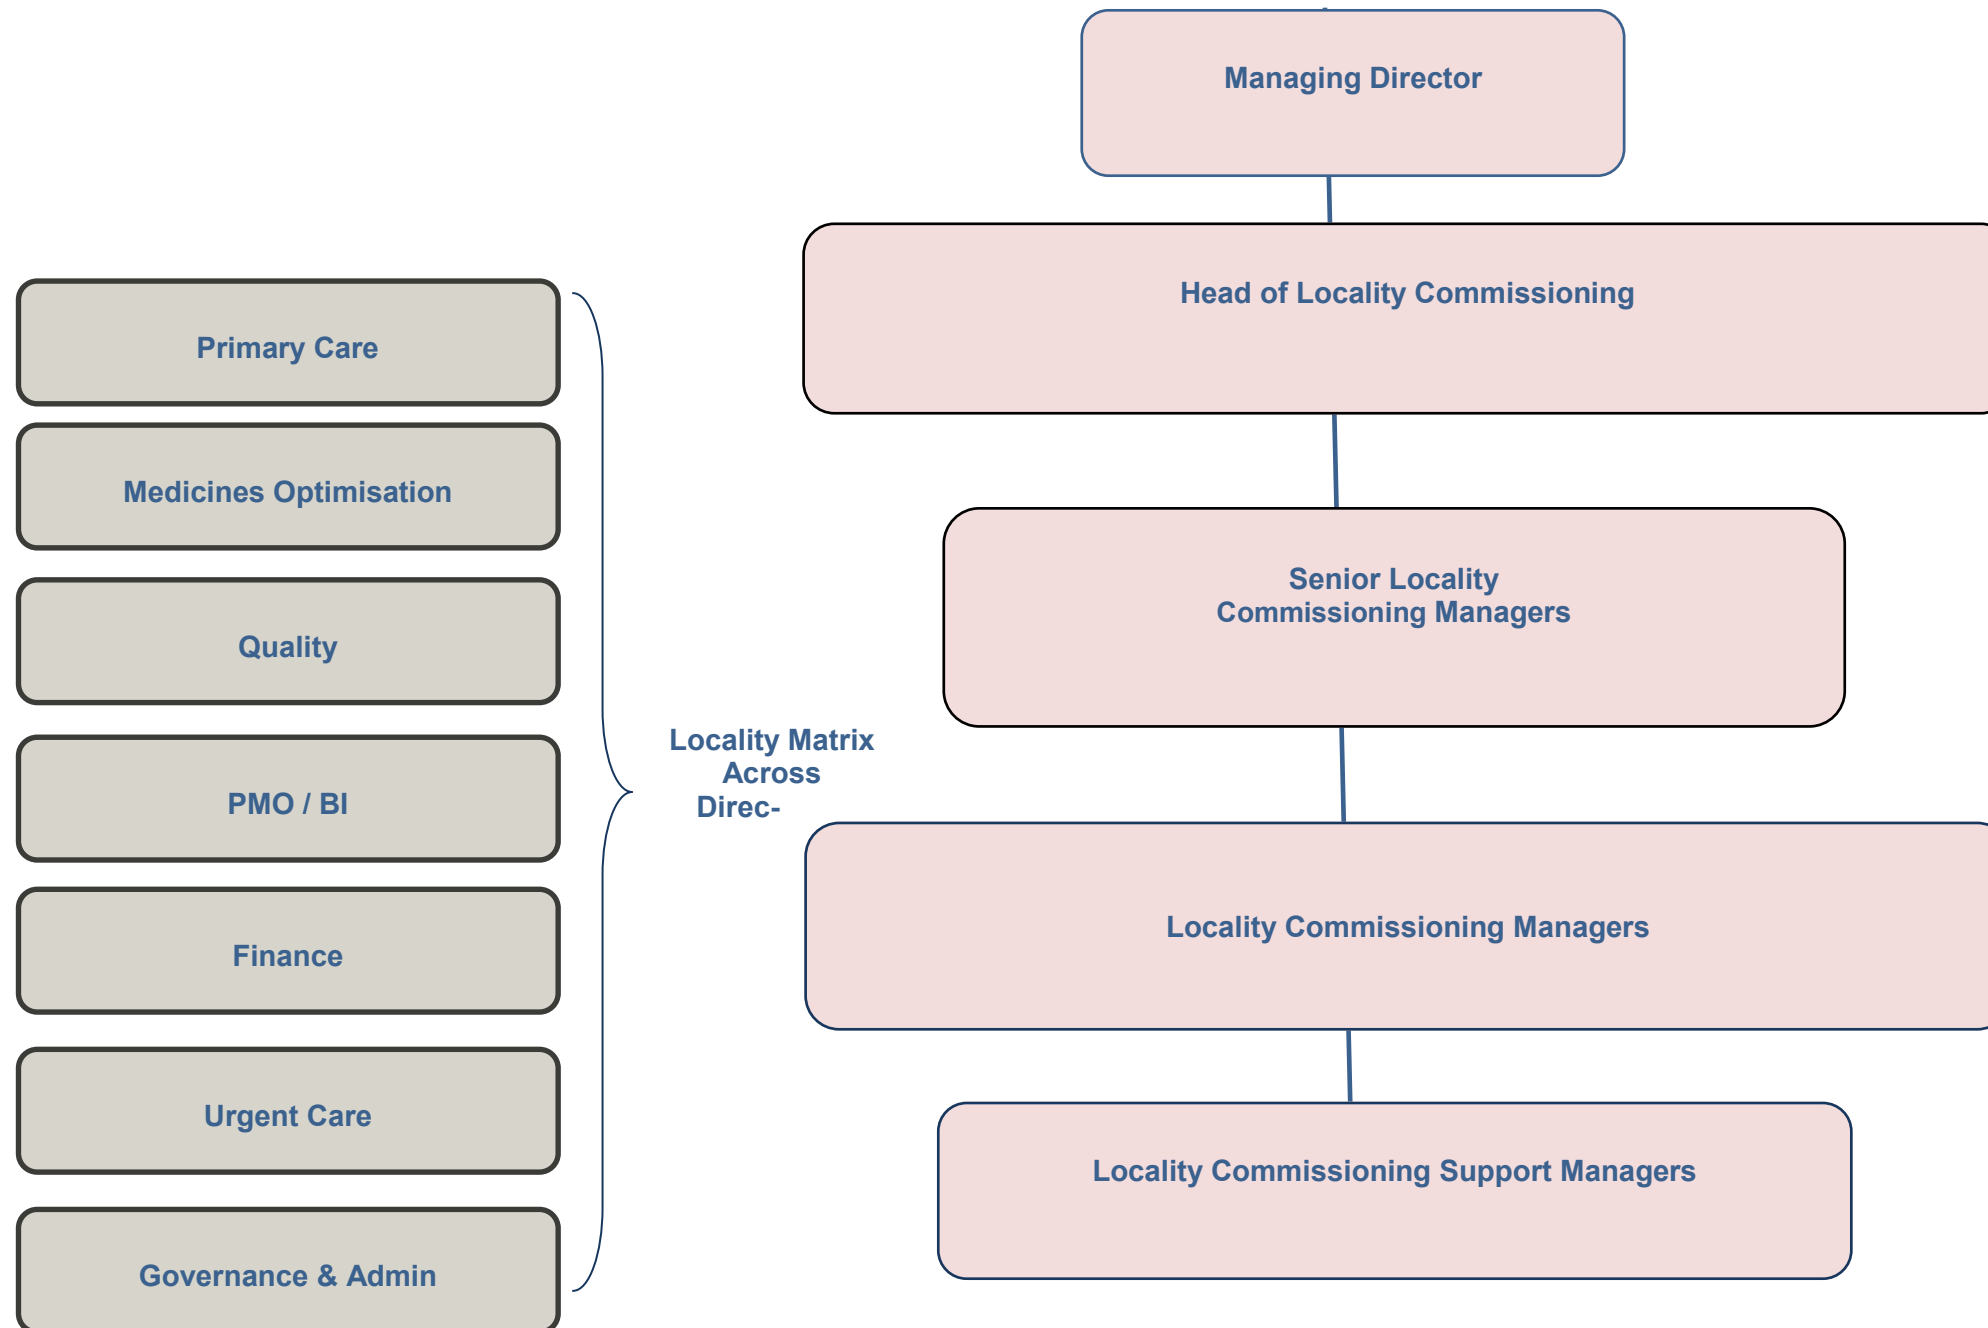 Managing Director
Head of Locality Commissioning
Primary Care
Medicines Optimisation
Quality
PMO / BI
Finance
Urgent Care
Governance & Admin
Locality Matrix
Across
Direc-
Senior Locality
Commissioning Managers
Locality Commissioning Managers
Locality Commissioning Support Managers